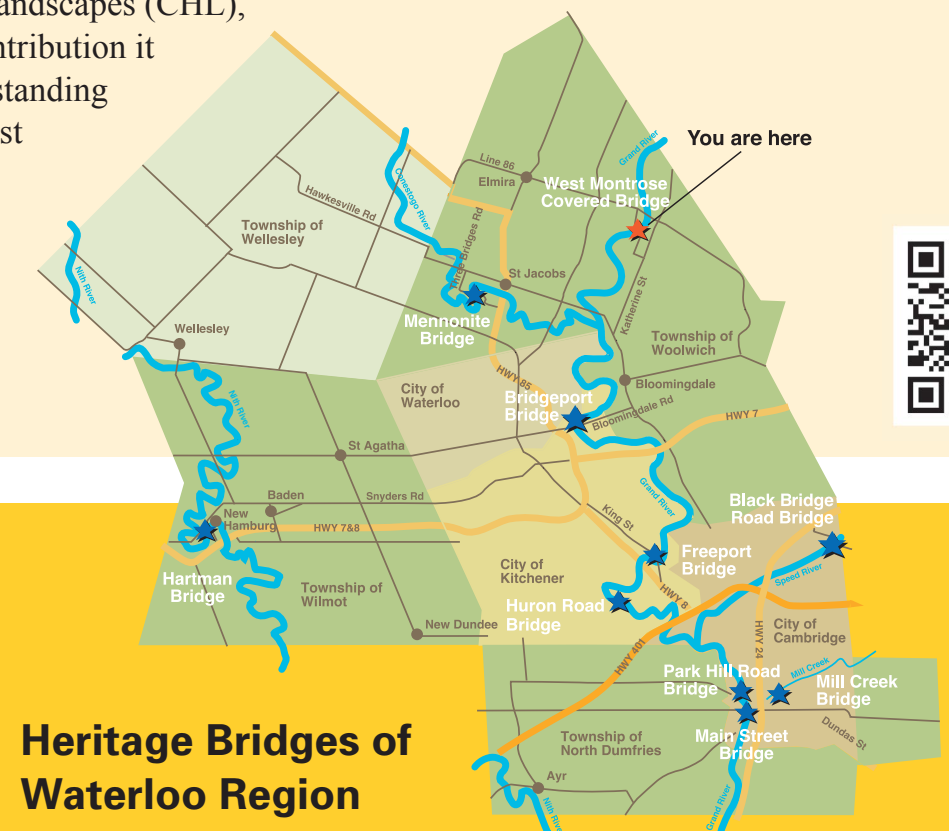 andscapes (CHL),
ntribution it
standing
st
You are here
Grand River
Line 86
Elmira
West Montrose
Covered Bridge
Conestogo River
Hawkesville Rd
Three Bridges Rd
Township of
Wellesley
Nith River
St Jacobs
Katherine St
Mennonite
Bridge
Wellesley
Township of
Woolwich
HWY 85
City of
Waterloo
Bloomingdale
Bridgeport
Bridge
Bloomingdale Rd
HWY 7
Nith River
St Agatha
Grand River
Baden
Snyders Rd
New
Hamburg
HWY 7&8
King St
Black Bridge
Road Bridge
Freeport
Bridge
City of
Kitchener
Speed River
Hartman
Bridge
Township of
Wilmot
HWY 8
Huron Road
Bridge
New Dundee
HWY 401
HWY 24
City of
Cambridge
Mill Creek
Park Hill Road
Bridge
Mill Creek
Bridge
Main Street
Bridge
Dundas St
Township of
North Dumfries
Ayr
Nith River
Grand River
Heritage Bridges of
Waterloo Region